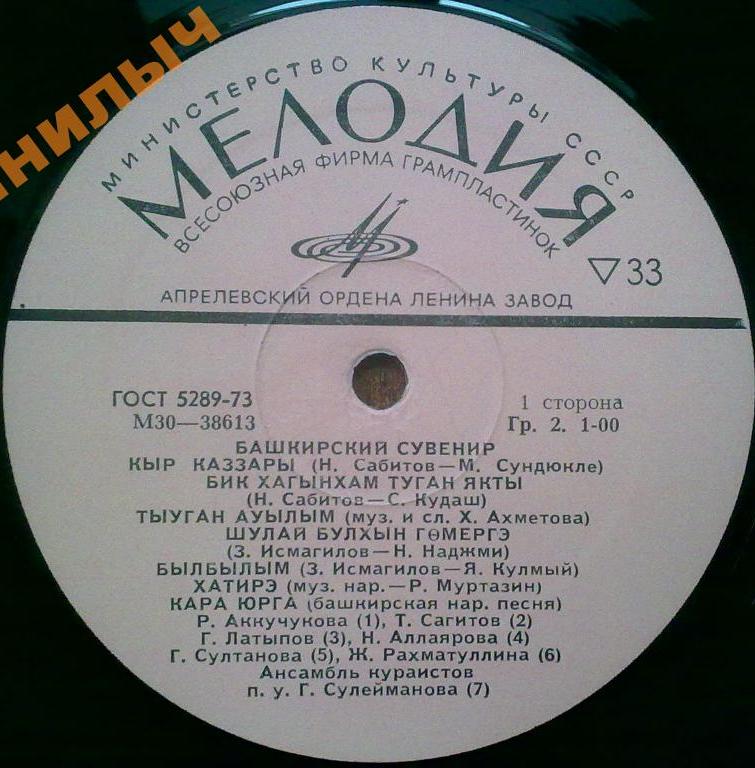 НИЛЫЧ
МИНИСТЕРСТВО КУЛЬТУРЫ СССР
МЕЛОДИЯ
ВСЕСОЮЗНАЯ ФИРМА ГРАМПЛАСТИНОК
▽33
АПРЕЛЕВСКИЙ ОРДЕНА ЛЕНИНА ЗАВОД
ГОСТ 5289-73
1 сторона
М30—38613
Гр. 2. 1-00
БАШКИРСКИЙ СУВЕНИР
КЫР КАЗЗАРЫ (Н. Сабитов—М. Сундюкле)
БИК ХАГЫНХАМ ТУГАН ЯКТЫ
(Н. Сабитов—С. Кудаш)
ТЫУГАН АУЫЛЫМ (муз. и сл. Х. Ахметова)
ШУЛАЙ БУЛХЫН ГӨМЕРГЭ
(З. Исмагилов—Н. Наджми)
БЫЛБЫЛЫМ (З. Исмагилов—Я. Кулмый)
ХАТИРЭ (муз. нар.—Р. Муртазин)
КАРА ЮРГА (башкирская нар. песня)
Р. Аккучукова (1), Т. Сагитов (2)
Г. Латыпов (3), Н. Аллаярова (4)
Г. Султанова (5), Ж. Рахматуллина (6)
Ансамбль кураистов
п. у. Г. Сулейманова (7)